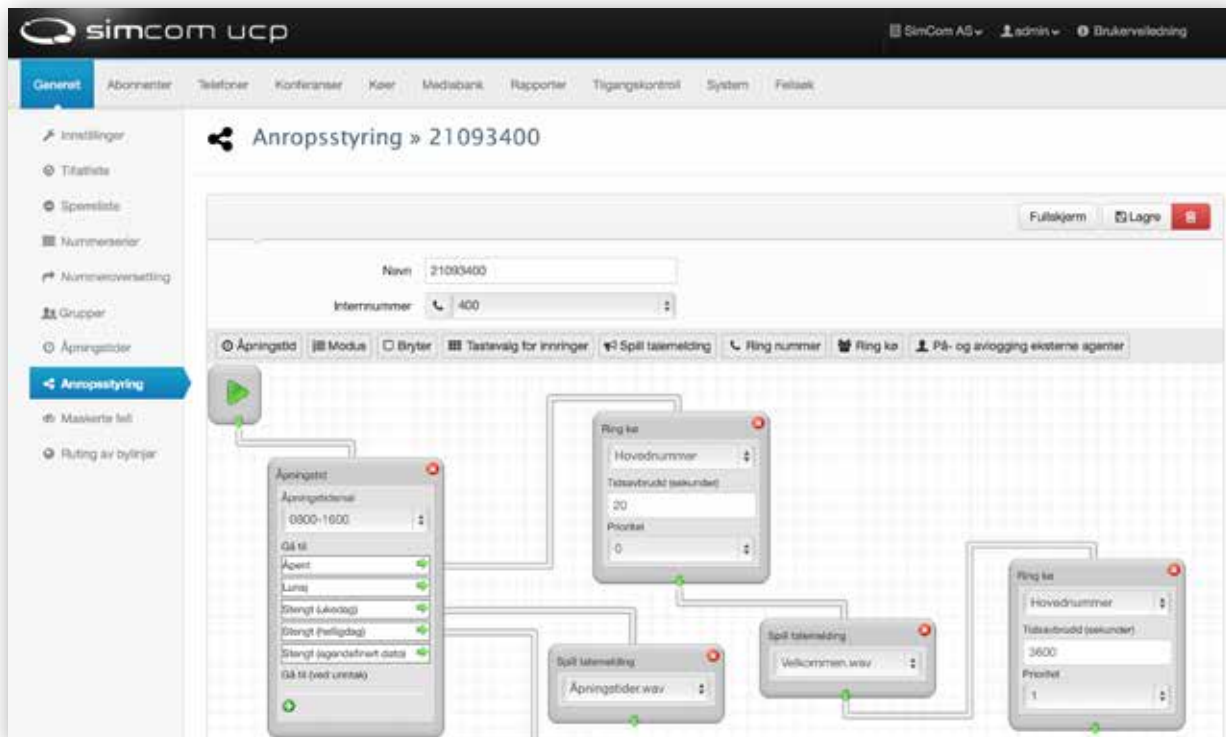 simcom ucp
SimCom AS admin Brukerveiledning
Generelt Abonnenter Telefoner Konferanser Køer Mediabank Rapporter Tilgangskontroll System Feilsøk
Innstillinger
Anropsstyring » 21093400
Tillatliste
Sperreliste
Fullskjerm Lagre
Nummerserier
Navn 21093400
Nummeroversetting
Internnummer 400
Grupper
Åpningstider
Åpningstid Modus Bryter Tastevalg for innringer Spill talemelding Ring nummer Ring kø På- og avlogging eksterne agenter
Anropsstyring
Maskerte felt
Ruting av bylinjer
Ring kø
Hovednummer
Tidsavbrudd (sekunder)
20
Prioritet
0
Åpningstid
Åpningstidsmal
0800-1600
Gå til
Åpent
Lunsj
Stengt (ukedag)
Stengt (helligdag)
Stengt (egendefinert dato)
Gå til (ved unntak)
Spill talemelding
Åpningstider.wav
Spill talemelding
Velkommen.wav
Ring kø
Hovednummer
Tidsavbrudd (sekunder)
3600
Prioritet
1